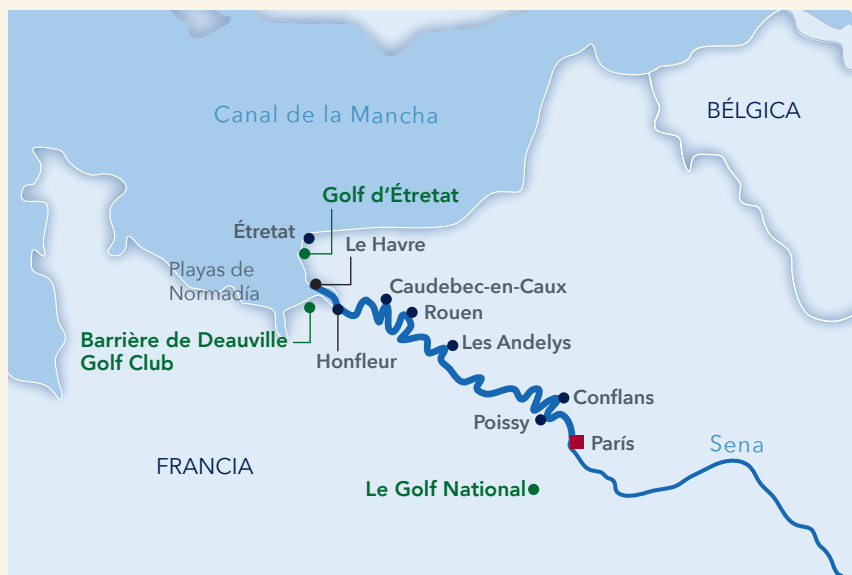 BÉLGICA
Canal de la Mancha
Golf d'Étretat
Étretat
Le Havre
Playas de
Normadía
Caudebec-en-Caux
Rouen
Barrière de Deauville
Golf Club
Honfleur
Les Andelys
Conflans
Poissy
París
Sena
FRANCIA
Le Golf National